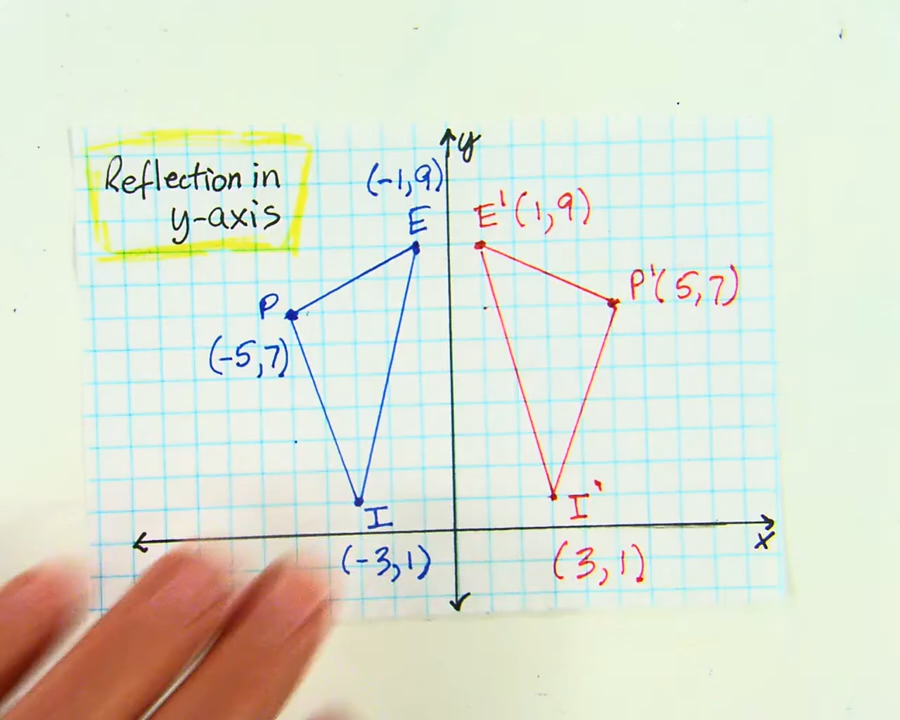 Reflection in
y-axis
y
(-1,9)
E
E'(1,9)
P
(-5,7)
P'(5,7)
I
(-3,1)
I'
(3,1)
x